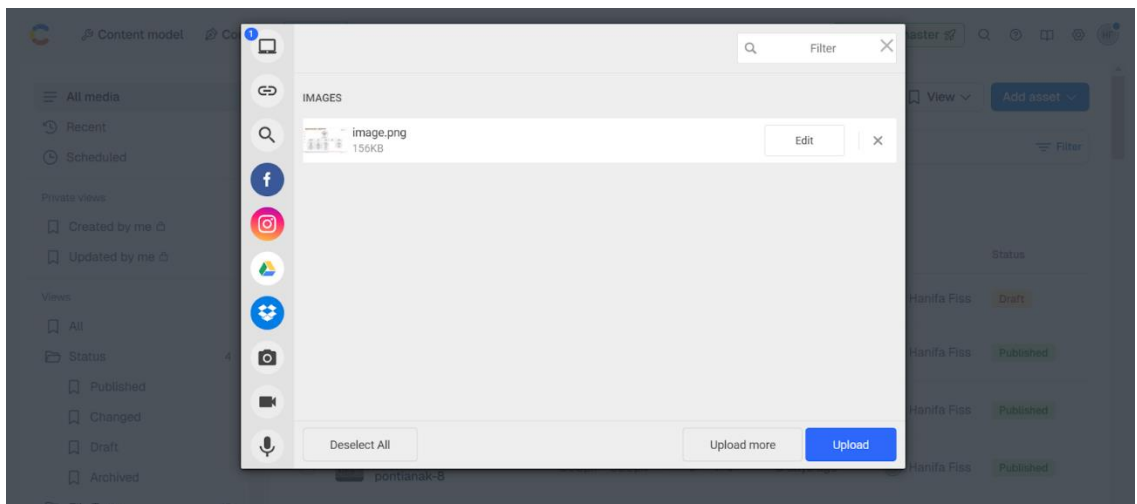 Content model
Co
master
HF
All media
Recent
Scheduled
Private views
Created by me
Updated by me
Views
All
Status 4
Published
Changed
Draft
Archived
1
Filter
IMAGES
image.png
156KB
Edit
Deselect All
Upload more
Upload
View
Add asset
Filter
Status
Hanifa Fiss Draft
Hanifa Fiss Published
Hanifa Fiss Published
Hanifa Fiss Published
pontianak-8